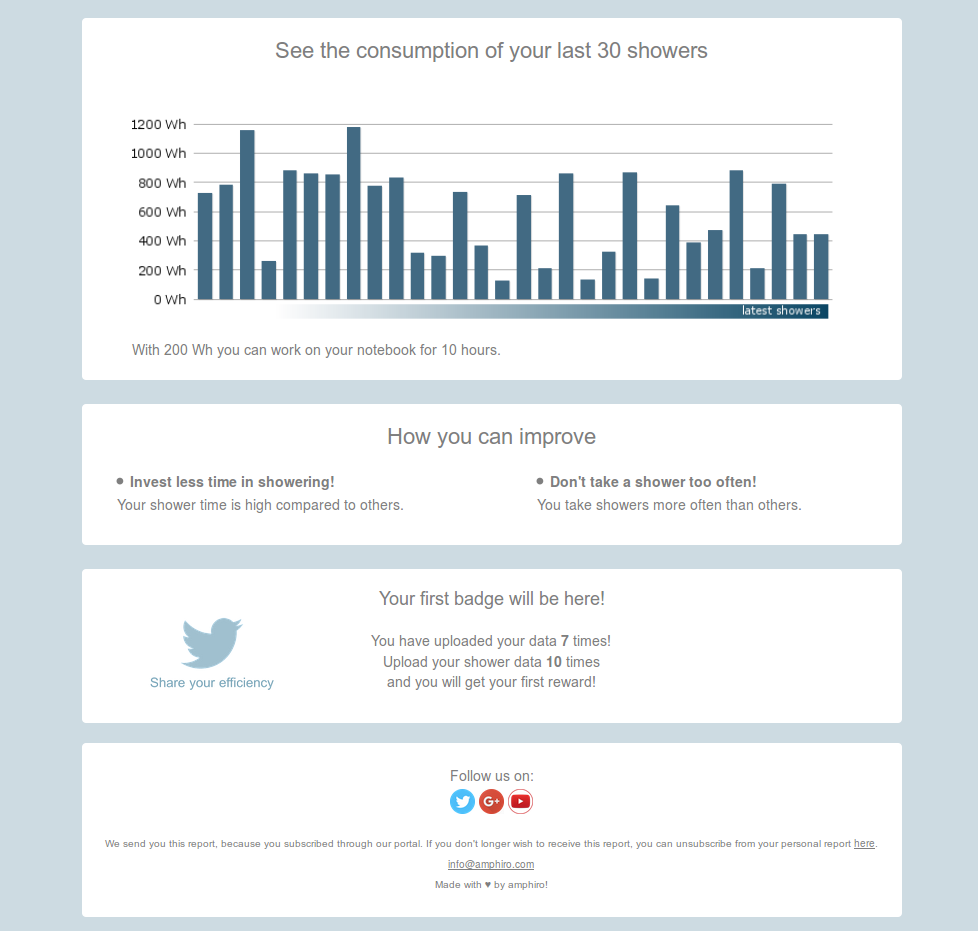 See the consumption of your last 30 showers
1200 Wh
1000 Wh
800 Wh
600 Wh
400 Wh
200 Wh
0 Wh
latest showers
With 200 Wh you can work on your notebook for 10 hours.
How you can improve
• Invest less time in showering!
Your shower time is high compared to others.
• Don't take a shower too often!
You take showers more often than others.
Your first badge will be here!
You have uploaded your data 7 times!
Upload your shower data 10 times
and you will get your first reward!
Share your efficiency
Follow us on:
G+
We send you this report, because you subscribed through our portal. If you don't longer wish to receive this report, you can unsubscribe from your personal report here.
info@amphiro.com
Made with ♥ by amphiro!